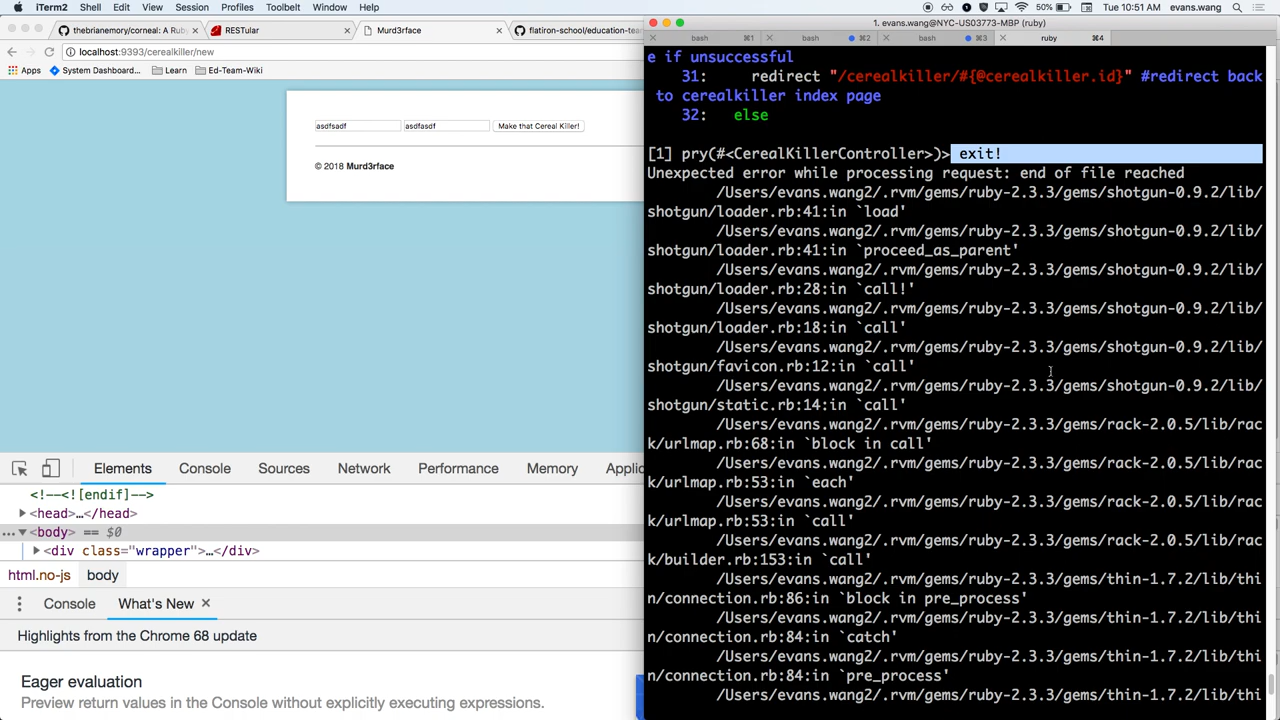 iTerm2 Shell Edit View Session Profiles Toolbelt Window Help 50% Tue 10:51 AM evans.wang
thebrianemory/corneal: A Ruby
RESTular
Murd3rface
flatiron-school/education-tea
localhost:9393/cerealkiller/new
Apps System Dashboard... Learn Ed-Team-Wiki
asdfsadf asdfasdf Make that Cereal Killer!
© 2018 Murd3rface
Elements Console Sources Network Performance Memory Applic
<!--<![endif]-->
<head>…</head>
<body> == $0
<div class="wrapper">…</div>
html.no-js body
Console What's New
Highlights from the Chrome 68 update
Eager evaluation
Preview return values in the Console without explicitly executing expressions.
1. evans.wang@NYC-US03773-MBP (ruby)
bash ⌘1 bash ⌘2 bash ⌘3 ruby ⌘4
e if unsuccessful
31: redirect "/cerealkiller/#{@cerealkiller.id}" #redirect back
to cerealkiller index page
32: else
[1] pry(#<CerealKillerController>)> exit!
Unexpected error while processing request: end of file reached
/Users/evans.wang2/.rvm/gems/ruby-2.3.3/gems/shotgun-0.9.2/lib/
shotgun/loader.rb:41:in `load'
/Users/evans.wang2/.rvm/gems/ruby-2.3.3/gems/shotgun-0.9.2/lib/
shotgun/loader.rb:41:in `proceed_as_parent'
/Users/evans.wang2/.rvm/gems/ruby-2.3.3/gems/shotgun-0.9.2/lib/
shotgun/loader.rb:28:in `call!'
/Users/evans.wang2/.rvm/gems/ruby-2.3.3/gems/shotgun-0.9.2/lib/
shotgun/loader.rb:18:in `call'
/Users/evans.wang2/.rvm/gems/ruby-2.3.3/gems/shotgun-0.9.2/lib/
shotgun/favicon.rb:12:in `call'
/Users/evans.wang2/.rvm/gems/ruby-2.3.3/gems/shotgun-0.9.2/lib/
shotgun/static.rb:14:in `call'
/Users/evans.wang2/.rvm/gems/ruby-2.3.3/gems/rack-2.0.5/lib/rac
k/urlmap.rb:68:in `block in call'
/Users/evans.wang2/.rvm/gems/ruby-2.3.3/gems/rack-2.0.5/lib/rac
k/urlmap.rb:53:in `each'
/Users/evans.wang2/.rvm/gems/ruby-2.3.3/gems/rack-2.0.5/lib/rac
k/urlmap.rb:53:in `call'
/Users/evans.wang2/.rvm/gems/ruby-2.3.3/gems/rack-2.0.5/lib/rac
k/builder.rb:153:in `call'
/Users/evans.wang2/.rvm/gems/ruby-2.3.3/gems/thin-1.7.2/lib/thi
n/connection.rb:86:in `block in pre_process'
/Users/evans.wang2/.rvm/gems/ruby-2.3.3/gems/thin-1.7.2/lib/thi
n/connection.rb:84:in `catch'
/Users/evans.wang2/.rvm/gems/ruby-2.3.3/gems/thin-1.7.2/lib/thi
n/connection.rb:84:in `pre_process'
/Users/evans.wang2/.rvm/gems/ruby-2.3.3/gems/thin-1.7.2/lib/thi